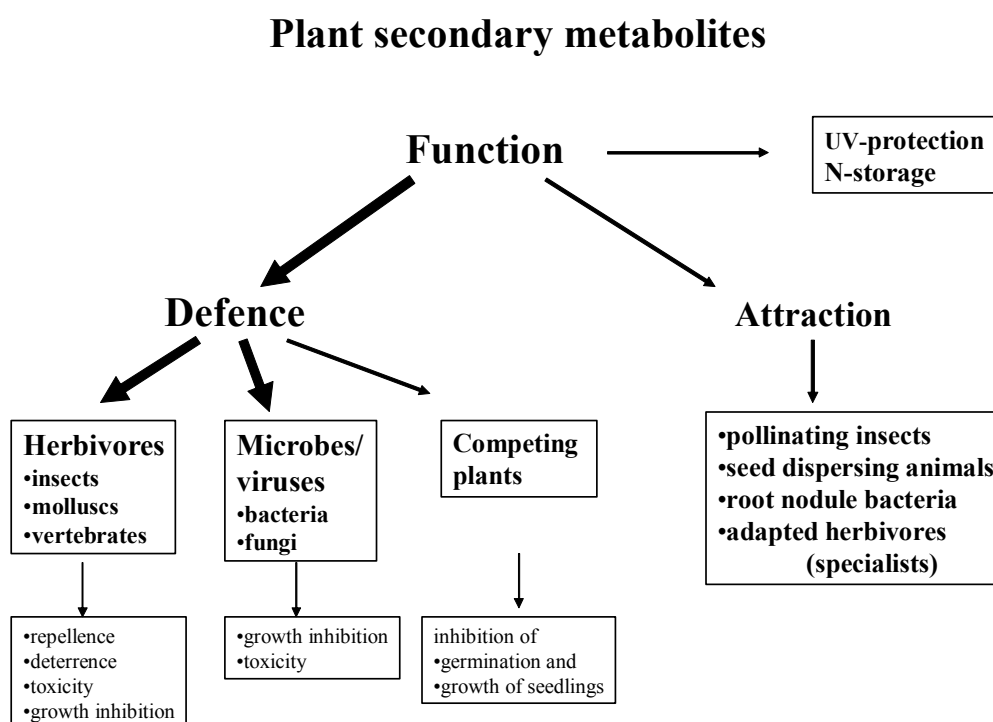 Plant secondary metabolites
Function
UV-protection
N-storage
Defence
Attraction
Herbivores
•insects
•molluscs
•vertebrates
Microbes/
viruses
•bacteria
•fungi
Competing
plants
•pollinating insects
•seed dispersing animals
•root nodule bacteria
•adapted herbivores
(specialists)
•repellence
•deterrence
•toxicity
•growth inhibition
•growth inhibition
•toxicity
inhibition of
•germination and
•growth of seedlings